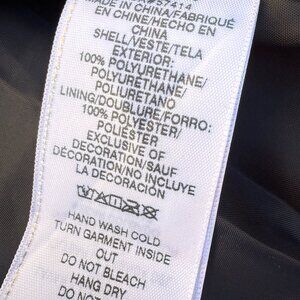 57414
MADE IN CHINA/FABRIQUÉ
EN CHINE/HECHO EN
CHINA
SHELL/VESTE/TELA
EXTERIOR:
100% POLYURETHANE/
POLYURETHANE/
POLIURETANO
LINING/DOUBLURE/FORRO:
100% POLYESTER/
POLIÉSTER
EXCLUSIVE OF
DECORATION/SAUF
DÉCORATION/NO INCLUYE
LA DECORACIÓN
HAND WASH COLD
TURN GARMENT INSIDE
OUT
DO NOT BLEACH
HANG DRY
DO NOT